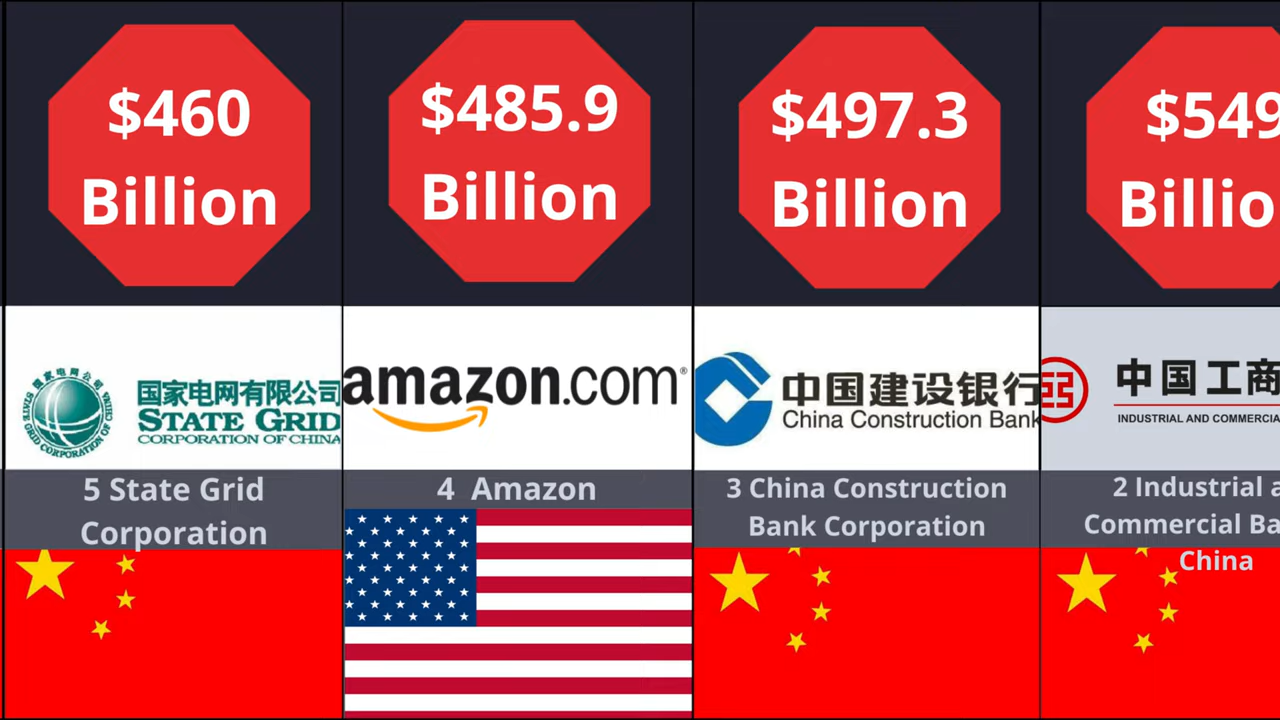 $460
Billion
国家电网有限公司
STATE GRID
CORPORATION OF CHINA
5 State Grid
Corporation
$485.9
Billion
amazon.com®
4 Amazon
$497.3
Billion
中国建设银行
China Construction Bank
3 China Construction
Bank Corporation
$549
Billio
中国工商
INDUSTRIAL AND COMMERCIA
2 Industrial a
Commercial Ba
China